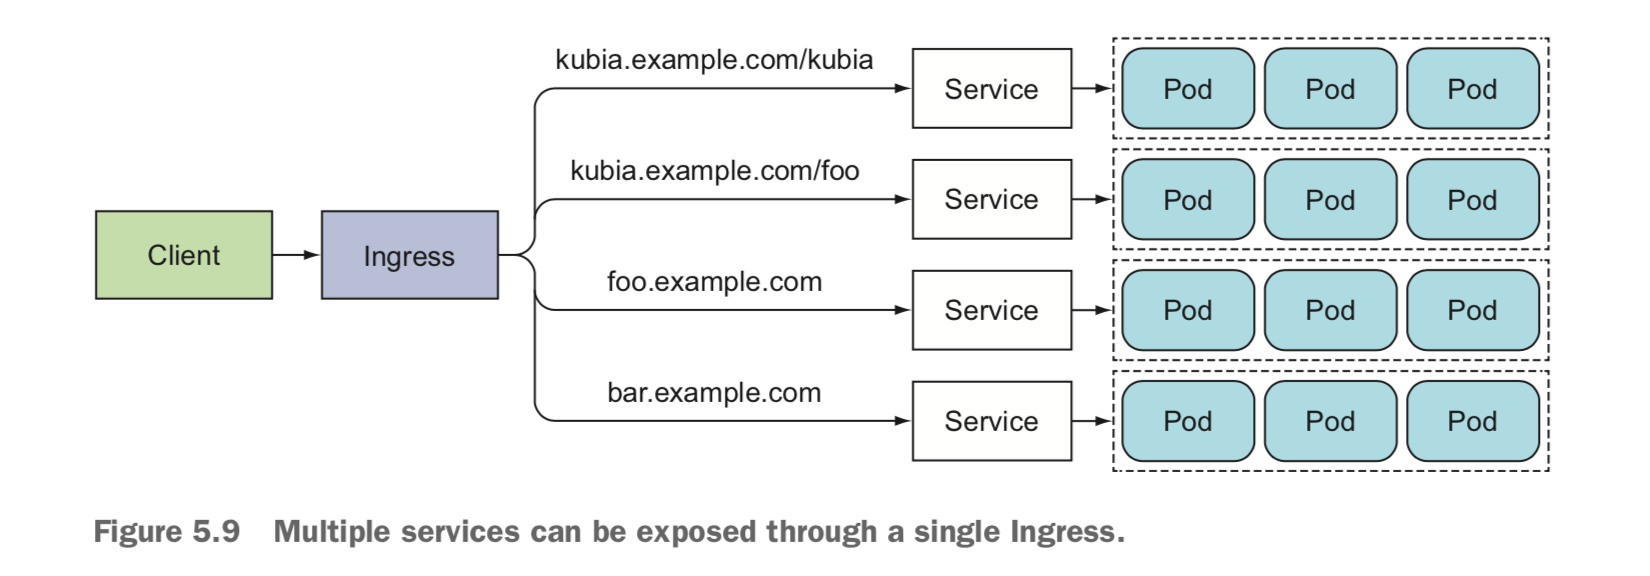 kubia.example.com/kubia
Service
Pod
Pod
Pod
kubia.example.com/foo
Service
Pod
Pod
Pod
Client
Ingress
foo.example.com
Service
Pod
Pod
Pod
bar.example.com
Service
Pod
Pod
Pod
Figure 5.9 Multiple services can be exposed through a single Ingress.